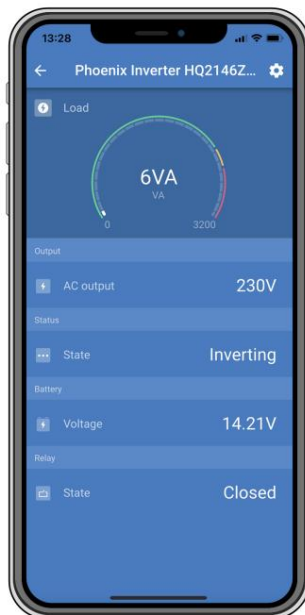 13:28
Phoenix Inverter HQ2146Z...
Load
6VA
VA
0 3200
Output
AC output 230V
Status
State Inverting
Battery
Voltage 14.21V
Relay
State Closed